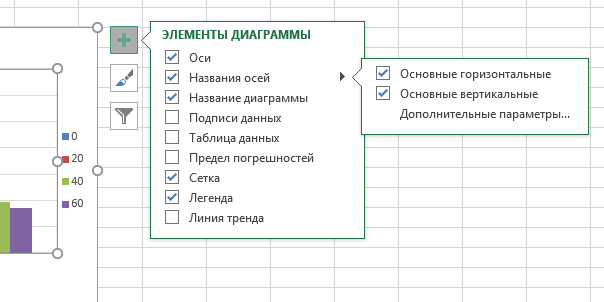 ЭЛЕМЕНТЫ ДИАГРАММЫ
Оси
Названия осей
Название диаграммы
Подписи данных
Таблица данных
Предел погрешностей
Сетка
Легенда
Линия тренда
Основные горизонтальные
Основные вертикальные
Дополнительные параметры...
0
20
40
60